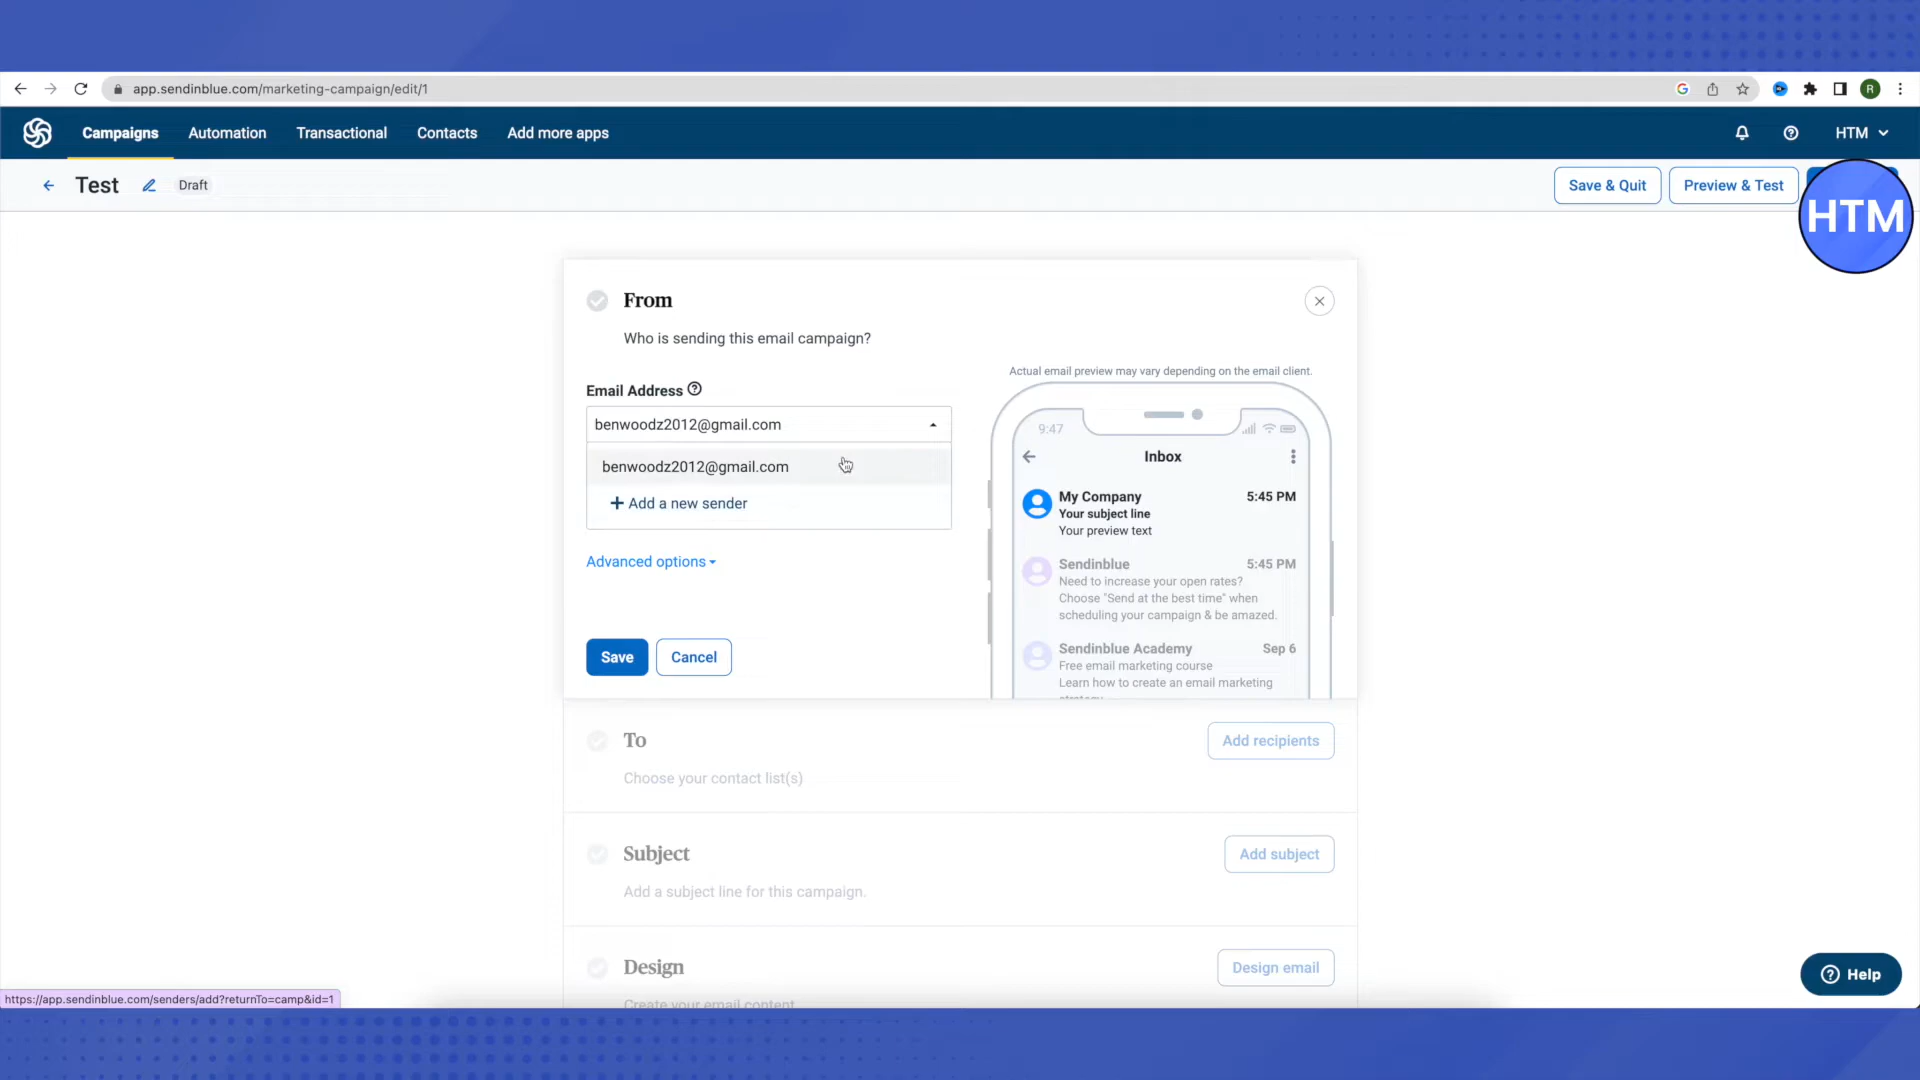 app.sendinblue.com/marketing-campaign/edit/1
R
Campaigns
Automation
Transactional
Contacts
Add more apps
HTM
Test
Draft
Save & Quit
Preview & Test
HTM
From
Who is sending this email campaign?
Email Address
benwoodz2012@gmail.com
benwoodz2012@gmail.com
+ Add a new sender
Advanced options
Save
Cancel
Actual email preview may vary depending on the email client.
9:47
Inbox
My Company 5:45 PM
Your subject line
Your preview text
Sendinblue 5:45 PM
Need to increase your open rates?
Choose "Send at the best time" when
scheduling your campaign & be amazed.
Sendinblue Academy Sep 6
Free email marketing course
Learn how to create an email marketing
strategy
To
Choose your contact list(s)
Add recipients
Subject
Add a subject line for this campaign.
Add subject
Design
Create your email content
Design email
Help
https://app.sendinblue.com/senders/add?returnTo=camp&id=1